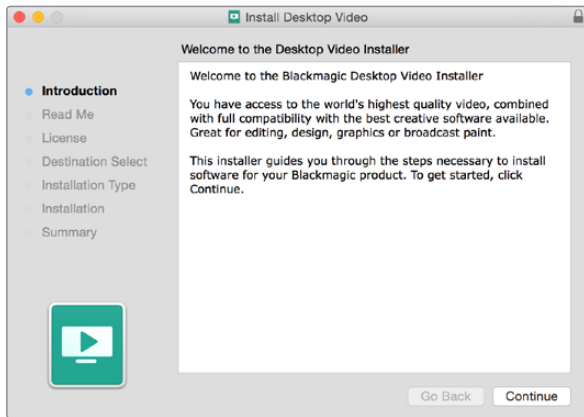 Install Desktop Video
Welcome to the Desktop Video Installer
Introduction
Read Me
License
Destination Select
Installation Type
Installation
Summary
Welcome to the Blackmagic Desktop Video Installer
You have access to the world's highest quality video, combined
with full compatibility with the best creative software available.
Great for editing, design, graphics or broadcast paint.
This installer guides you through the steps necessary to install
software for your Blackmagic product. To get started, click
Continue.
Go Back
Continue